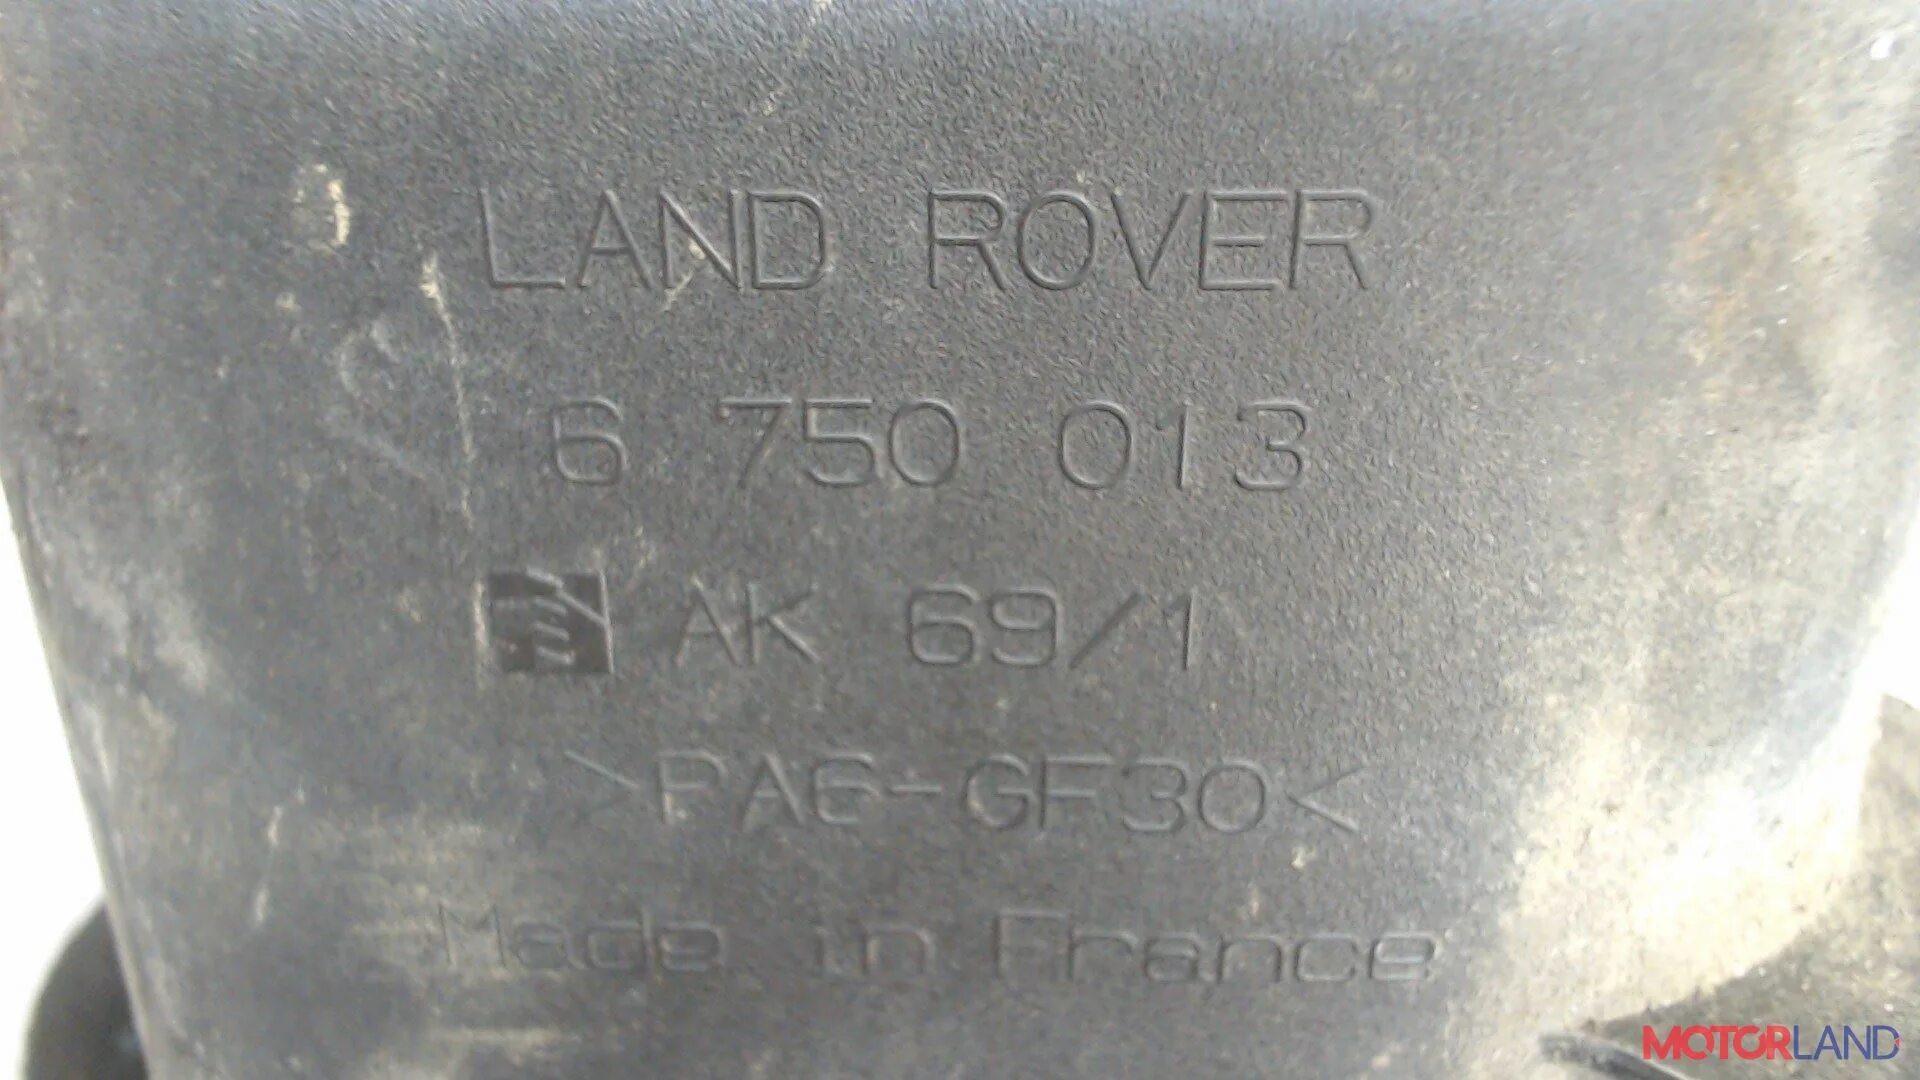 LAND ROVER
6 750 013
AK 69/1
>PA6-GF30<
Made in France
MOTORLAND